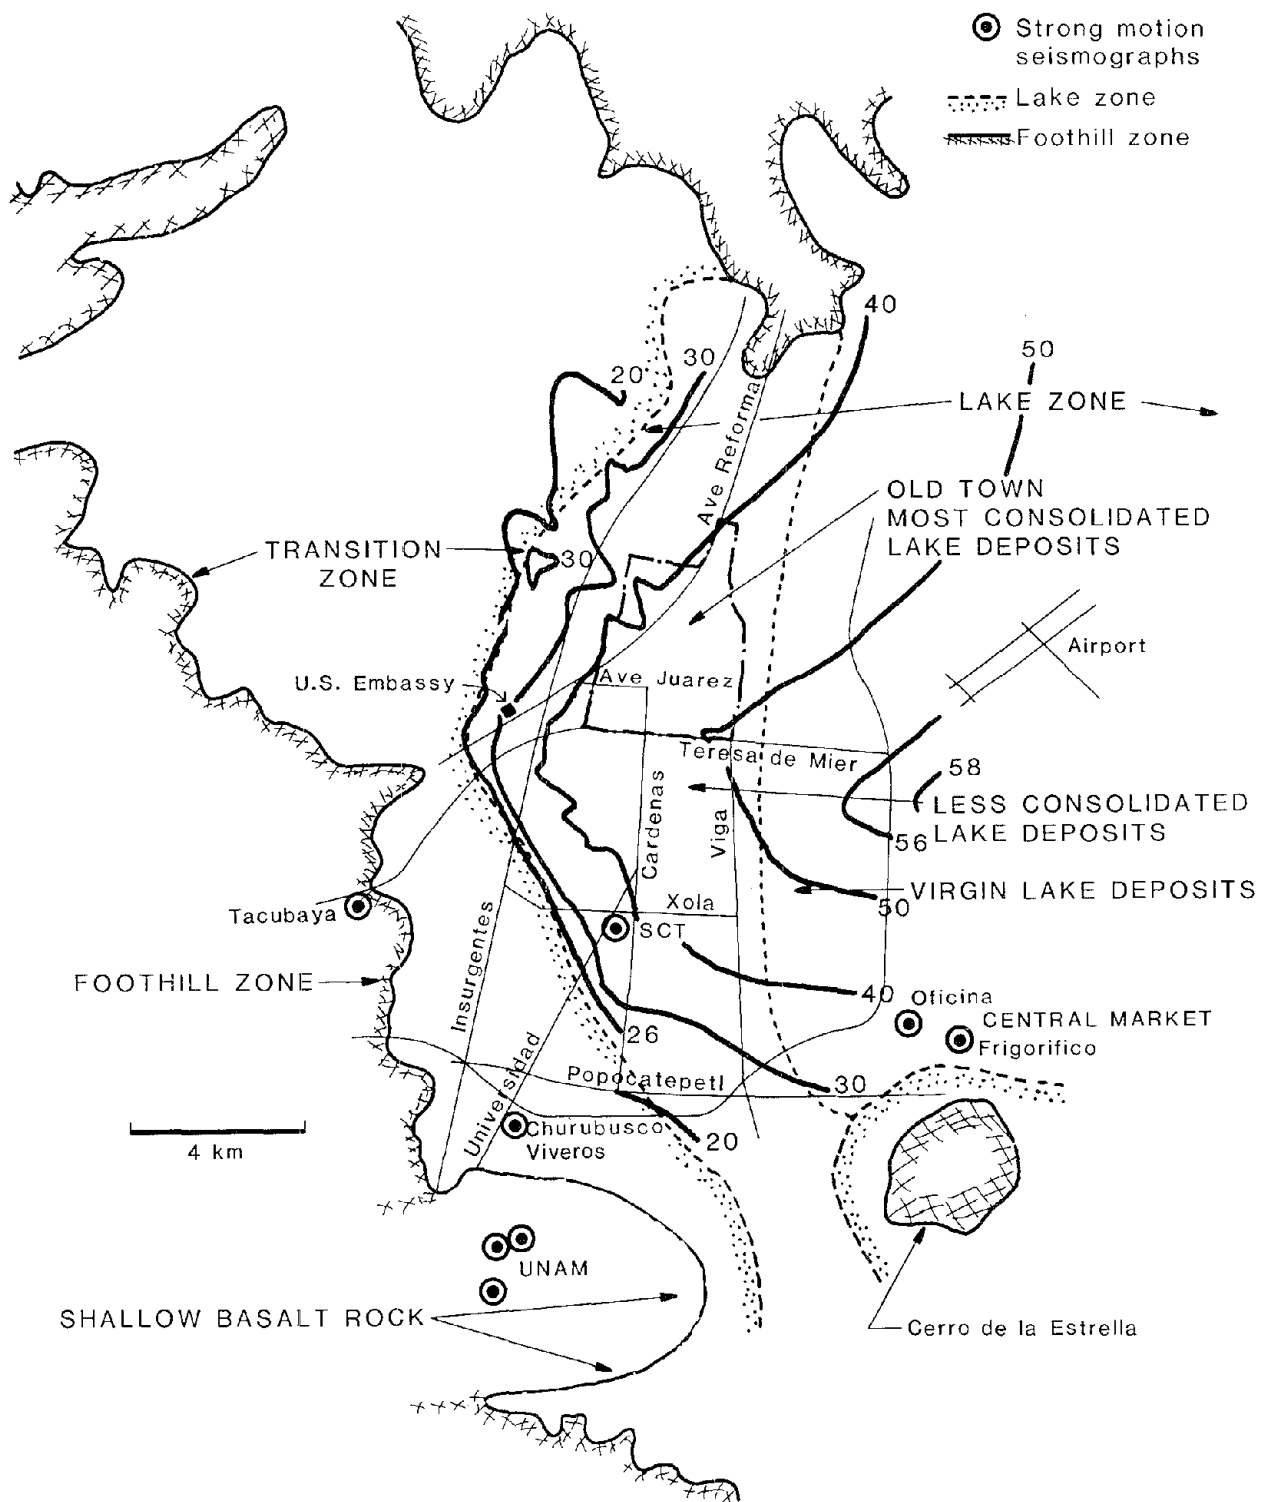 Strong motion
seismographs
Lake zone
Foothill zone
40
50
30
20
LAKE ZONE
Ave Reforma
OLD TOWN
MOST CONSOLIDATED
LAKE DEPOSITS
TRANSITION
ZONE
30
Airport
Ave Juarez
U.S. Embassy
Teresa de Mier
58
LESS CONSOLIDATED
LAKE DEPOSITS
56
Cardenas
Viga
VIRGIN LAKE DEPOSITS
50
Xola
Tacubaya
SCT
Insurgentes
FOOTHILL ZONE
40
Oficina
CENTRAL MARKET
Frigorifico
26
Universidad
Popocatepetl
30
4 km
Churubusco
Viveros
20
UNAM
SHALLOW BASALT ROCK
Cerro de la Estrella